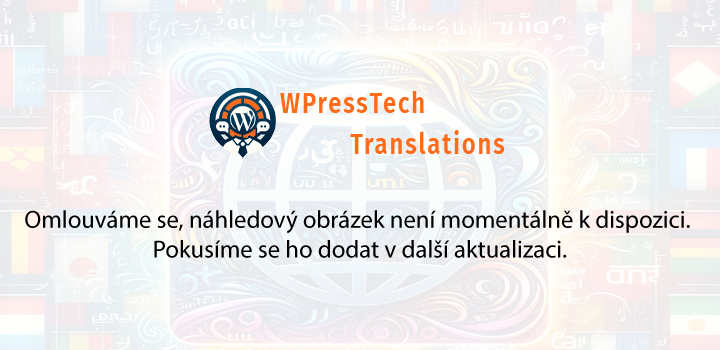 WPressTech
Translations
Omlouváme se, náhledový obrázek není momentálně k dispozici.
Pokusíme se ho dodat v další aktualizaci.